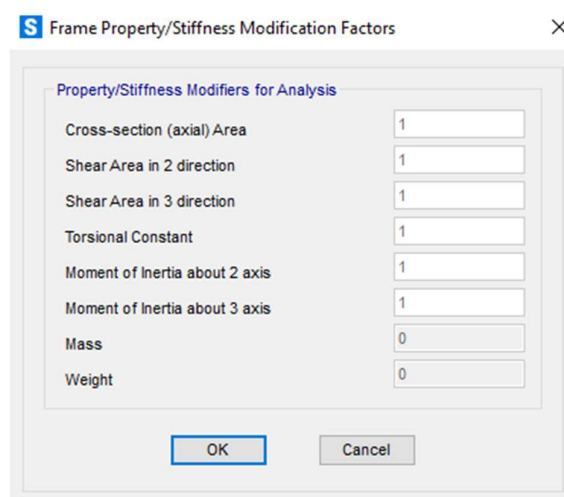 S Frame Property/Stiffness Modification Factors
Property/Stiffness Modifiers for Analysis
Cross-section (axial) Area 1
Shear Area in 2 direction 1
Shear Area in 3 direction 1
Torsional Constant 1
Moment of Inertia about 2 axis 1
Moment of Inertia about 3 axis 1
Mass 0
Weight 0
OK Cancel